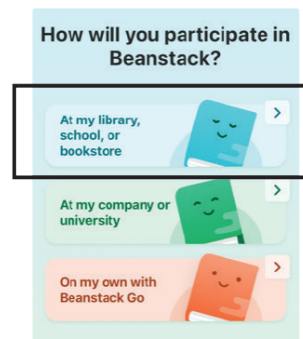 How will you participate in
Beanstack?
At my library,
school, or
bookstore
At my company or
university
On my own with
Beanstack Go